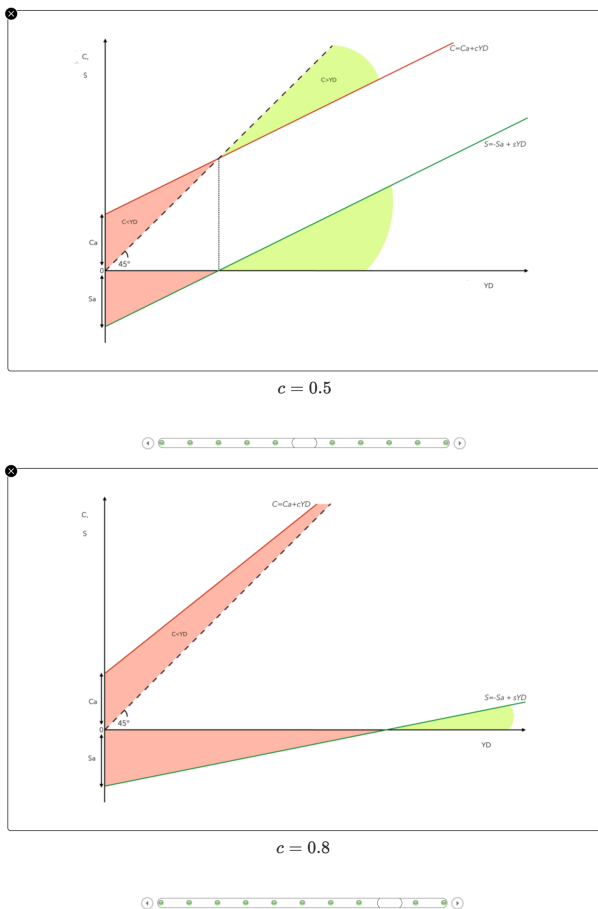 C,
S
C=Ca+cYD
C>YD
S=-Sa + sYD
C<YD
Ca
45°
0
Sa
YD
c = 0.5
C,
S
C=Ca+cYD
C<YD
S=-Sa + sYD
Ca
45°
0
Sa
YD
c = 0.8